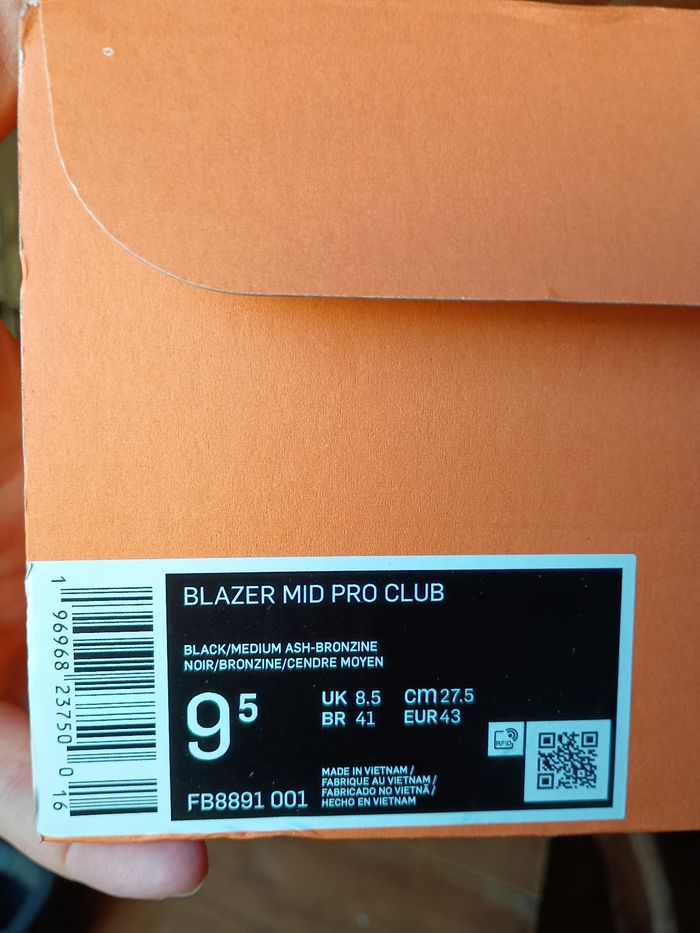 BLAZER MID PRO CLUB
BLACK/MEDIUM ASH-BRONZINE
NOIR/BRONZINE/CENDRE MOYEN
9⁵
UK 8.5 cm 27.5
BR 41 EUR 43
RFID
FB8891 001
MADE IN VIETNAM /
FABRIQUE AU VIETNAM /
FABRICADO NO VIETNÃ /
HECHO EN VIETNAM
1 96968 23750 0 16